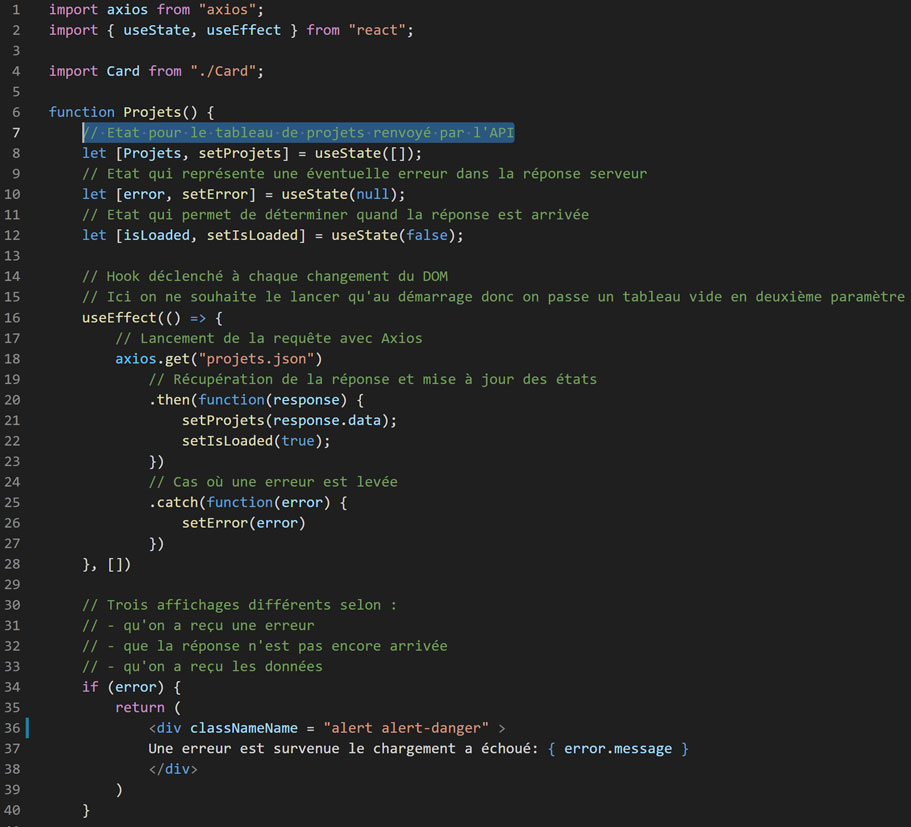 1 import axios from "axios";
2 import { useState, useEffect } from "react";
3
4 import Card from "./Card";
5
6 function Projets() {
7 // Etat pour le tableau de projets renvoyé par l'API
8 let [Projets, setProjets] = useState([]);
9 // Etat qui représente une éventuelle erreur dans la réponse serveur
10 let [error, setError] = useState(null);
11 // Etat qui permet de déterminer quand la réponse est arrivée
12 let [isLoaded, setIsLoaded] = useState(false);
13
14 // Hook déclenché à chaque changement du DOM
15 // Ici on ne souhaite le lancer qu'au démarrage donc on passe un tableau vide en deuxième paramètre
16 useEffect(() => {
17 // Lancement de la requête avec Axios
18 axios.get("projets.json")
19 // Récupération de la réponse et mise à jour des états
20 .then(function(response) {
21 setProjets(response.data);
22 setIsLoaded(true);
23 })
24 // Cas où une erreur est levée
25 .catch(function(error) {
26 setError(error)
27 })
28 }, [])
29
30 // Trois affichages différents selon :
31 // - qu'on a reçu une erreur
32 // - que la réponse n'est pas encore arrivée
33 // - qu'on a reçu les données
34 if (error) {
35 return (
36 <div classNameName = "alert alert-danger" >
37 Une erreur est survenue le chargement a échoué: { error.message }
38 </div>
39 )
40 }